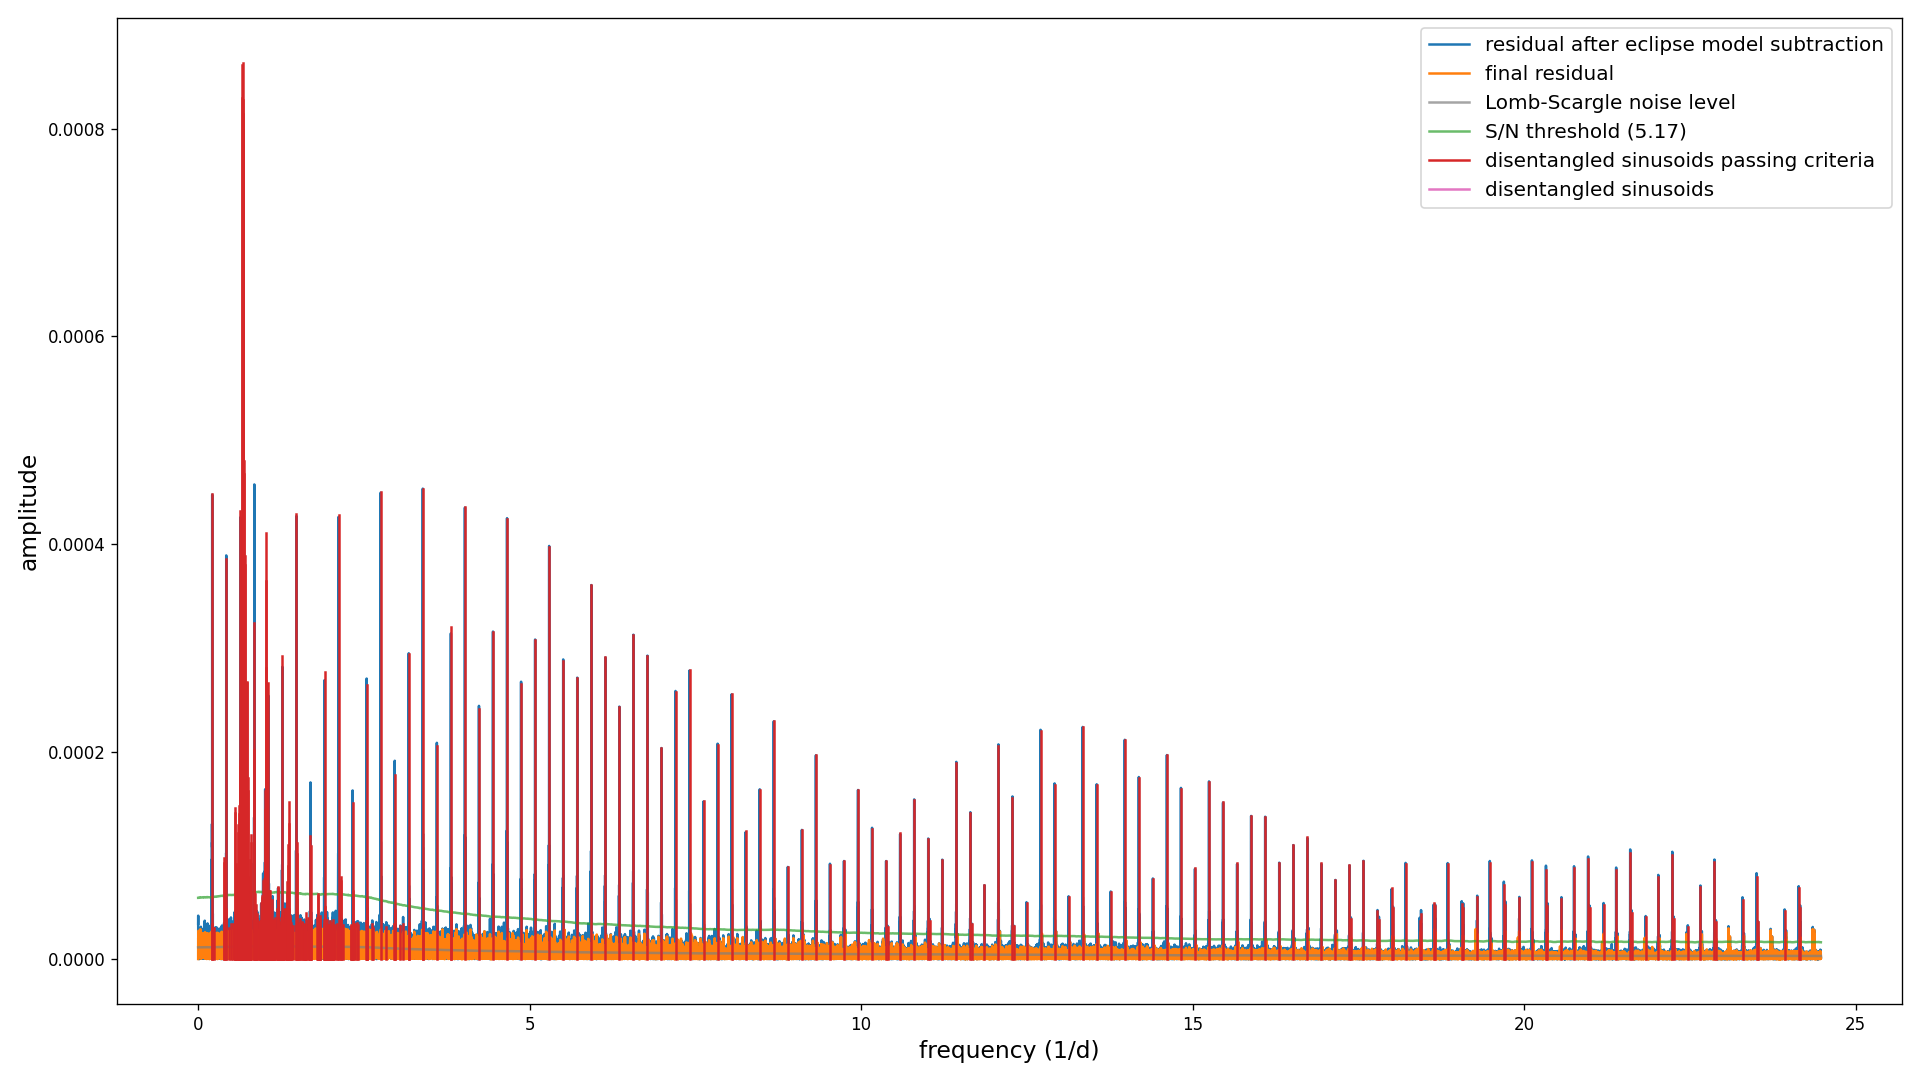 residual after eclipse model subtraction
final residual
Lomb-Scargle noise level
S/N threshold (5.17)
disentangled sinusoids passing criteria
disentangled sinusoids
amplitude
0.0008
0.0006
0.0004
0.0002
0.0000
0 5 10 15 20 25
frequency (1/d)